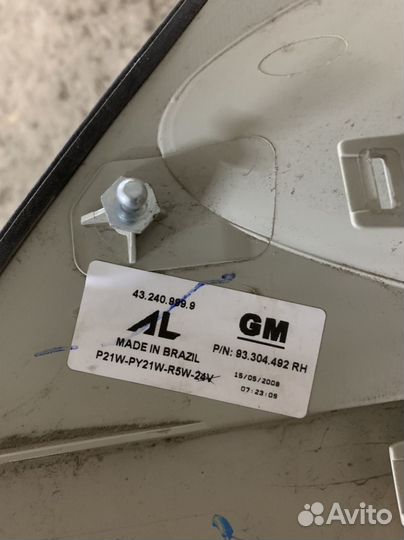 43.240.899.9
AL
GM
MADE IN BRAZIL
P/N: 93.304.492 RH
P21W-PY21W-R5W-24V
15/05/2008
07:23:05
Avito